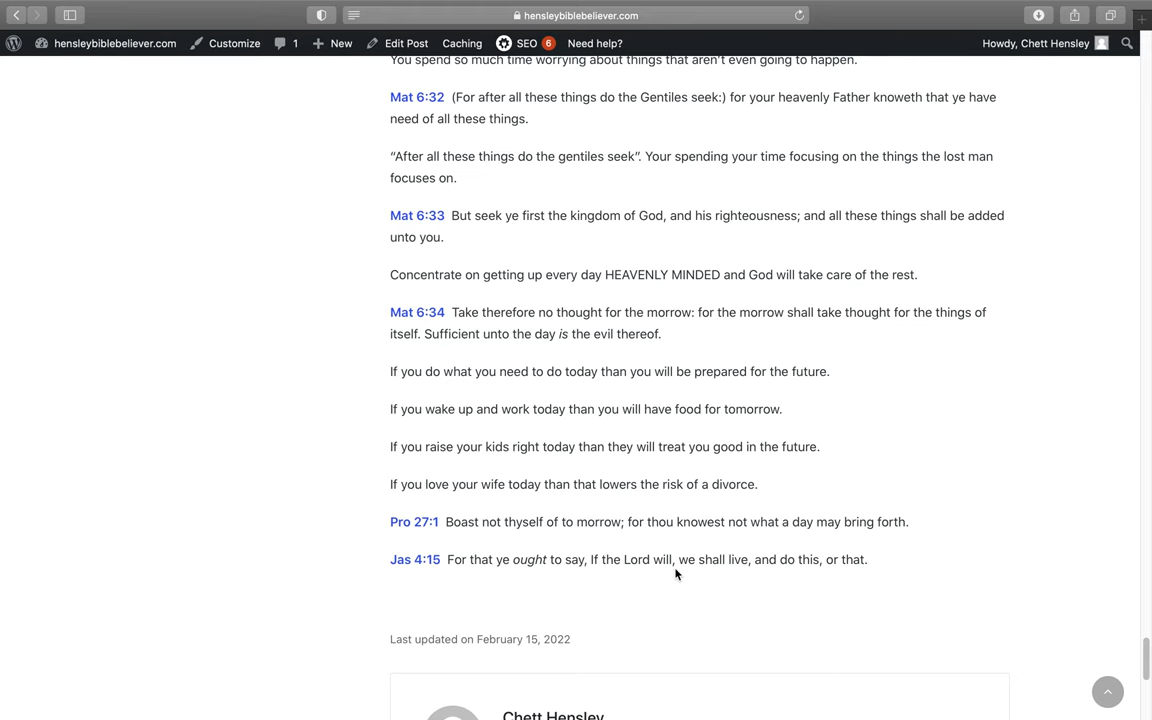 hensleybiblebeliever.com
hensleybiblebeliever.com Customize 1 New Edit Post Caching SEO 6 Need help? Howdy, Chett Hensley
You spend so much time worrying about things that aren't even going to happen.
Mat 6:32 (For after all these things do the Gentiles seek:) for your heavenly Father knoweth that ye have
need of all these things.
“After all these things do the gentiles seek”. Your spending your time focusing on the things the lost man
focuses on.
Mat 6:33 But seek ye first the kingdom of God, and his righteousness; and all these things shall be added
unto you.
Concentrate on getting up every day HEAVENLY MINDED and God will take care of the rest.
Mat 6:34 Take therefore no thought for the morrow: for the morrow shall take thought for the things of
itself. Sufficient unto the day is the evil thereof.
If you do what you need to do today than you will be prepared for the future.
If you wake up and work today than you will have food for tomorrow.
If you raise your kids right today than they will treat you good in the future.
If you love your wife today than that lowers the risk of a divorce.
Pro 27:1 Boast not thyself of to morrow; for thou knowest not what a day may bring forth.
Jas 4:15 For that ye ought to say, If the Lord will, we shall live, and do this, or that.
Last updated on February 15, 2022
Chett Hensley